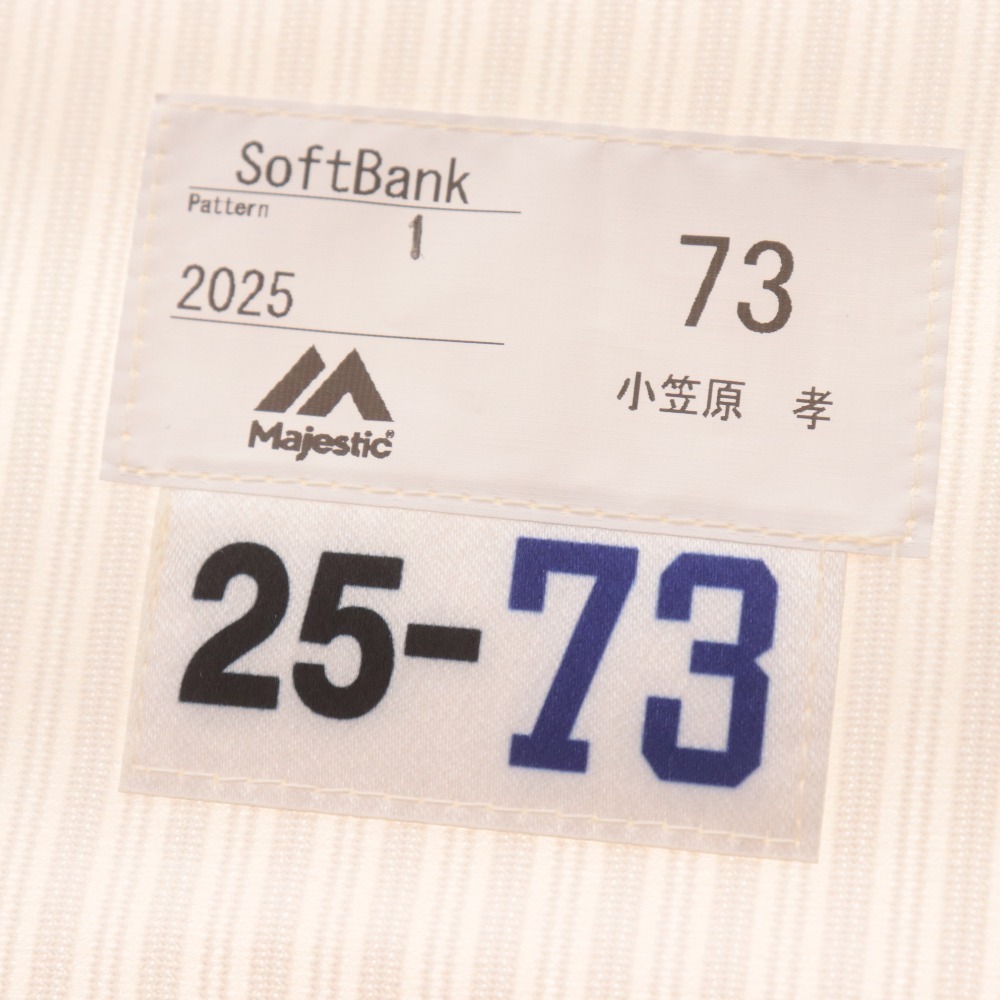 SoftBank
Pattern
1
2025
Majestic®
73
小笠原 孝
25-73